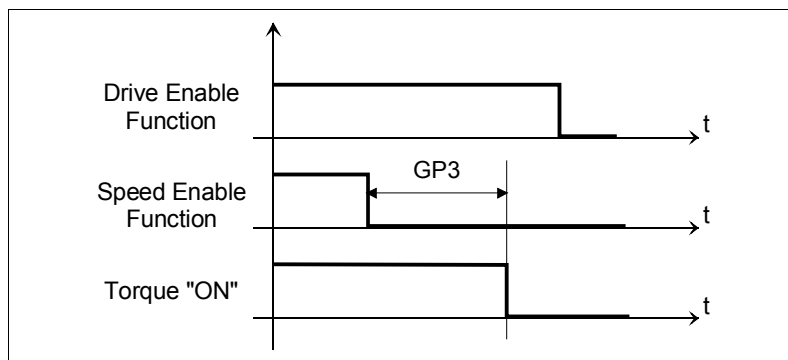 Drive Enable
Function
t
GP3
Speed Enable
Function
t
Torque "ON"
t